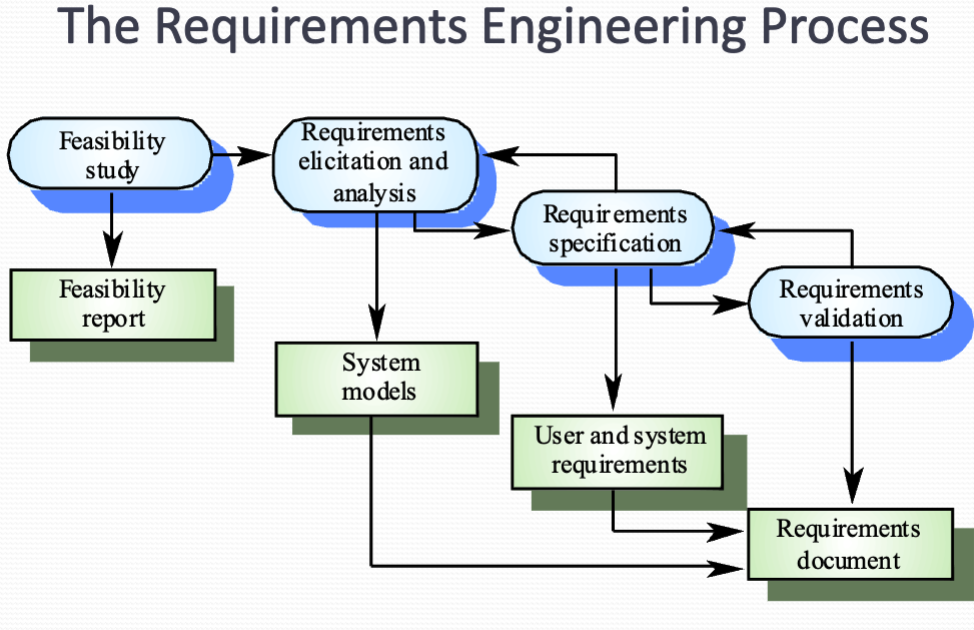 The Requirements Engineering Process
Feasibility
study
Requirements
elicitation and
analysis
Requirements
specification
Requirements
validation
Feasibility
report
System
models
User and system
requirements
Requirements
document